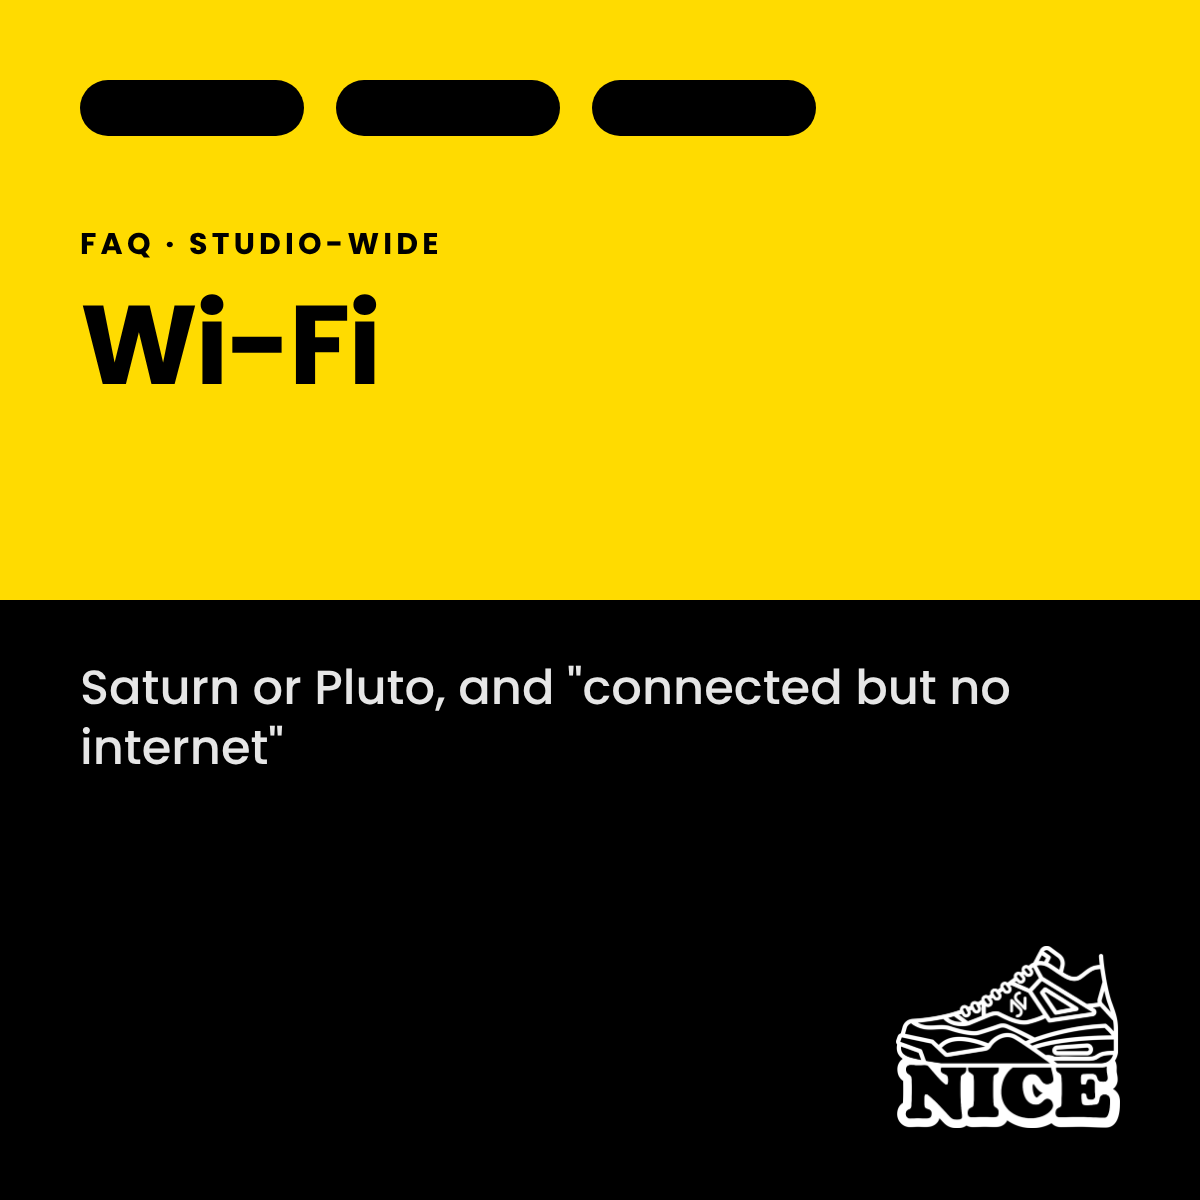 FAQ · STUDIO-WIDE
Wi-Fi
Saturn or Pluto, and "connected but no
internet"
NICE